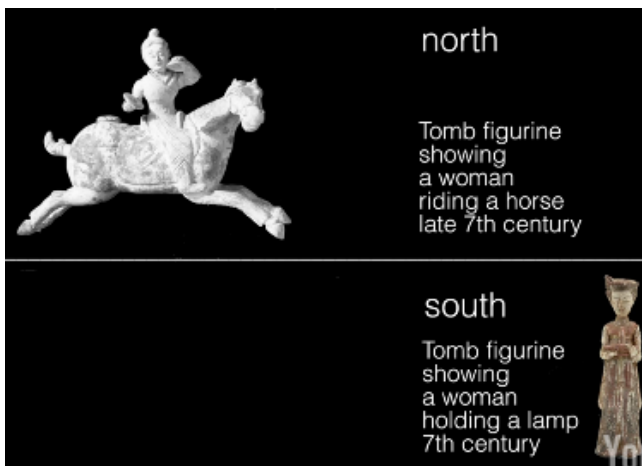 north
Tomb figurine
showing
a woman
riding a horse
late 7th century
south
Tomb figurine
showing
a woman
holding a lamp
7th century